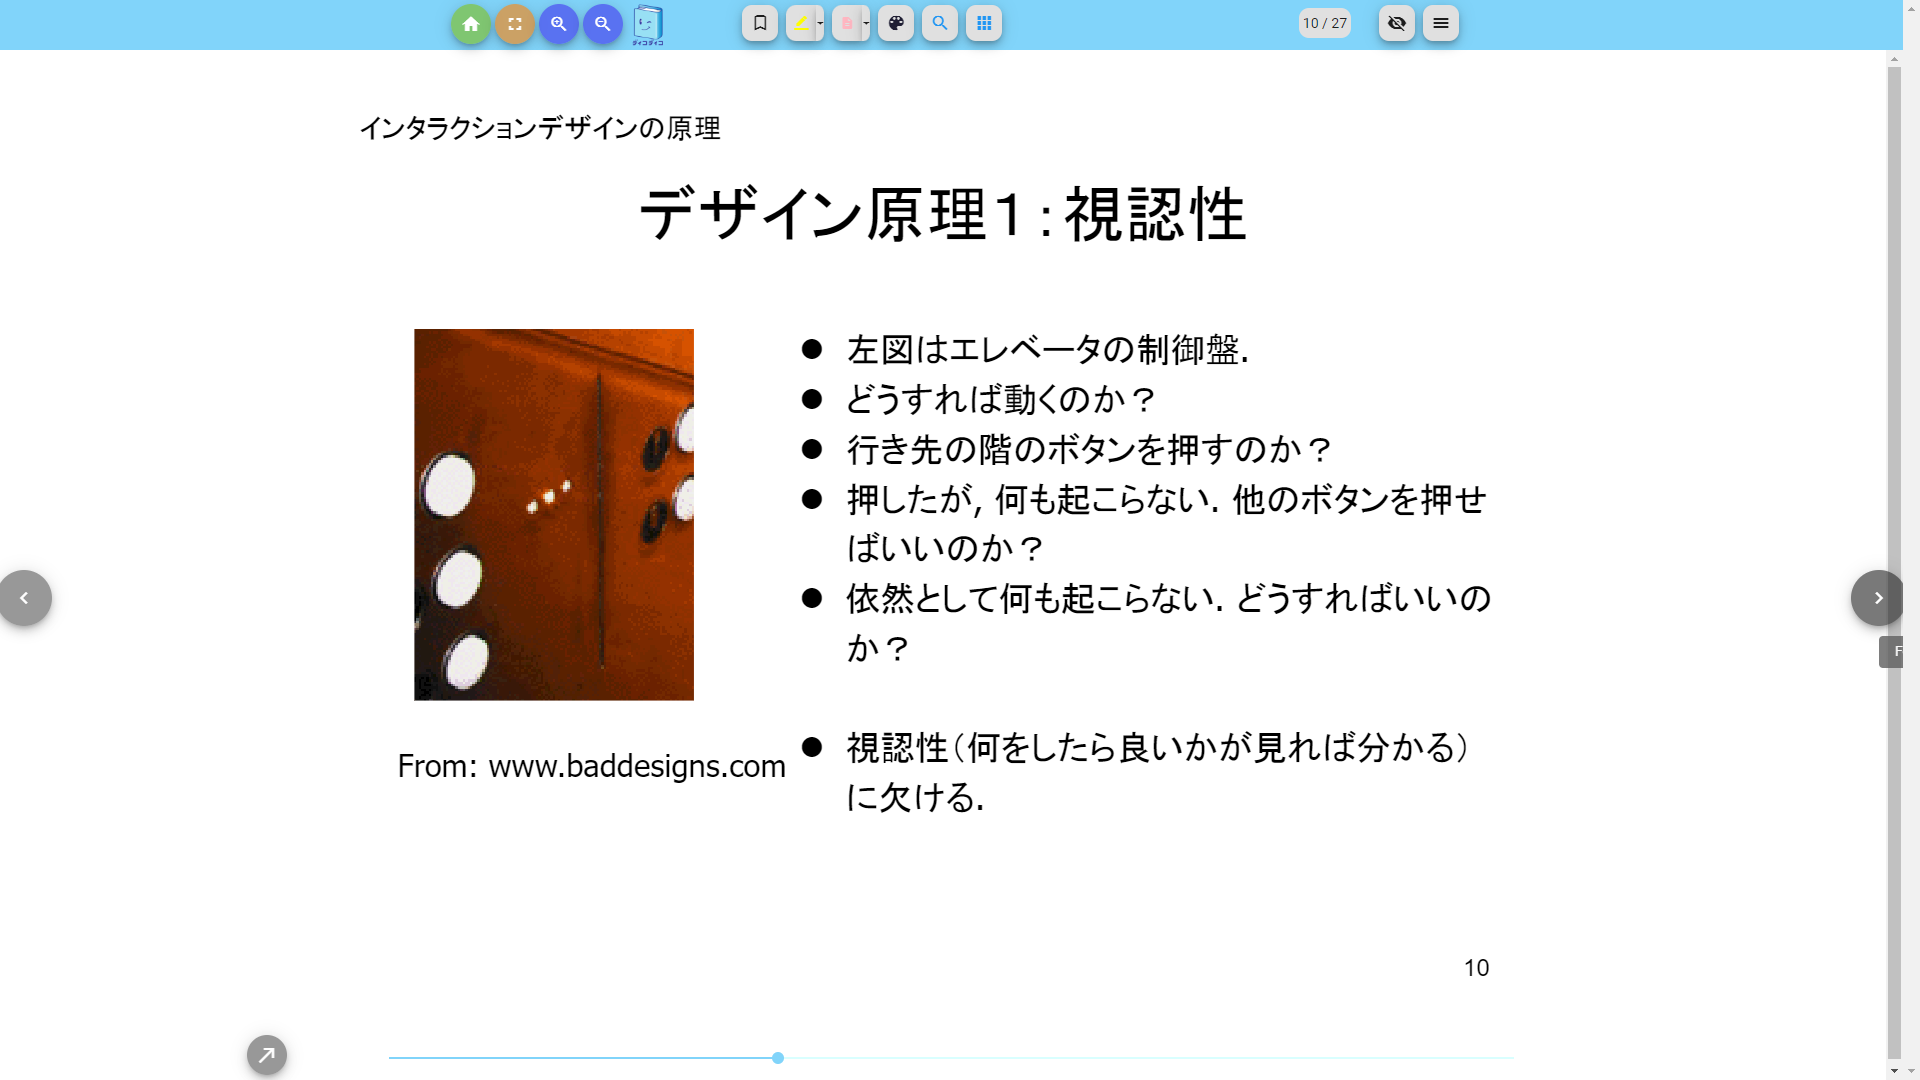 ダイコダイコ
10 / 27
インタラクションデザインの原理
デザイン原理１：視認性
● 左図はエレベータの制御盤．
● どうすれば動くのか？
● 行き先の階のボタンを押すのか？
● 押したが，何も起こらない．他のボタンを押せ
ばいいのか？
● 依然として何も起こらない．どうすればいいの
か？
● 視認性（何をしたら良いかが見れば分かる）
に欠ける．
From: www.baddesigns.com
F
10